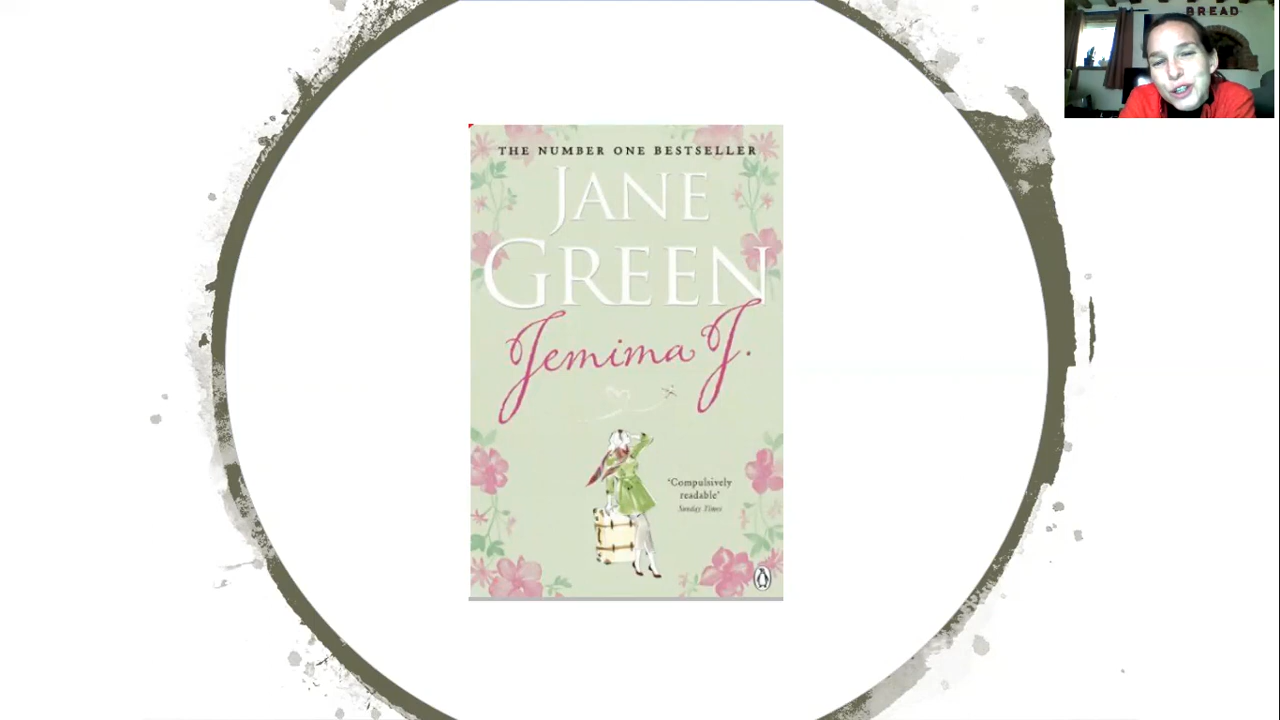 THE NUMBER ONE BESTSELLER
JANE
GREEN
Jemima J.
'Compulsively
readable'
Sunday Times
BREAD